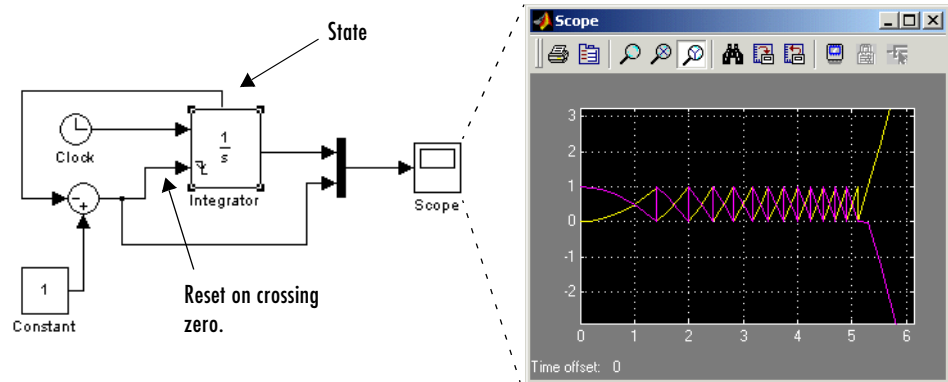 State
Clock
1
s
Integrator
-
+
1
Constant
Reset on crossing
zero.
Scope
Scope
3
2
1
0
-1
-2
0 1 2 3 4 5 6
Time offset: 0